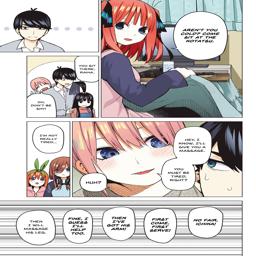 AREN'T YOU
COLD? COME
SIT AT THE
KOTATSU.
YOU SIT
THERE,
RAIHA.
OH,
DON'T BE
SHY!
I'M NOT
REALLY
TIRED...
HEY, I
KNOW, I'LL
GIVE YOU A
MASSAGE.
YOU
MUST BE
TIRED,
RIGHT?
HUH?
NO FAIR,
ICHIKA!
FIRST
COME,
FIRST
SERVE!
THEN
I'VE
GOT HIS
ARM!
FINE, I
GUESS
I'LL
HELP
TOO.
THEN
I WILL
MASSAGE
HIS LEG.